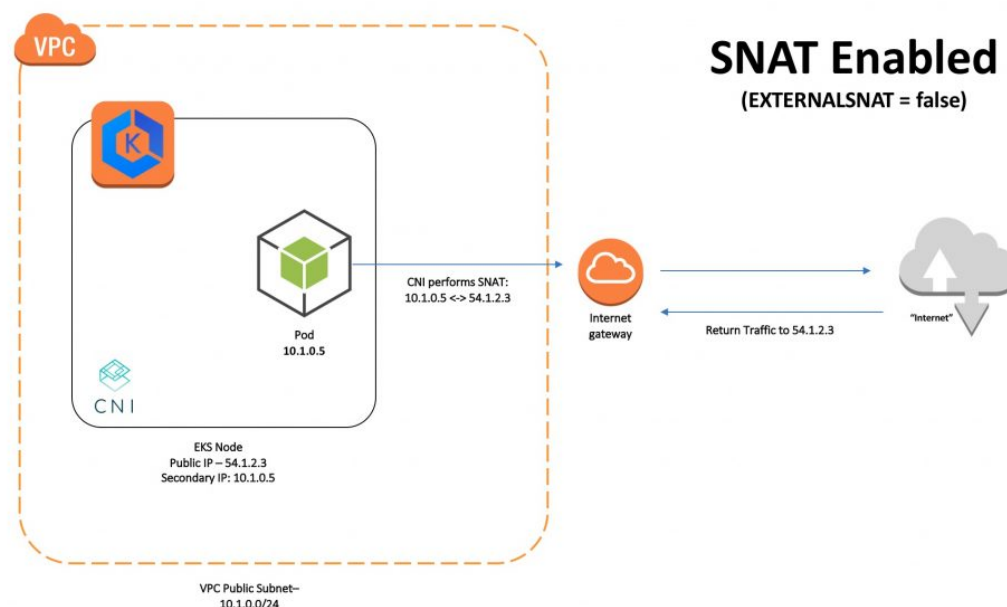 VPC
SNAT Enabled
(EXTERNALSNAT = false)
K
CNI performs SNAT:
10.1.0.5 <-> 54.1.2.3
Internet
gateway
"Internet"
Return Traffic to 54.1.2.3
Pod
10.1.0.5
CNI
EKS Node
Public IP – 54.1.2.3
Secondary IP: 10.1.0.5
VPC Public Subnet–
10.1.0.0/24